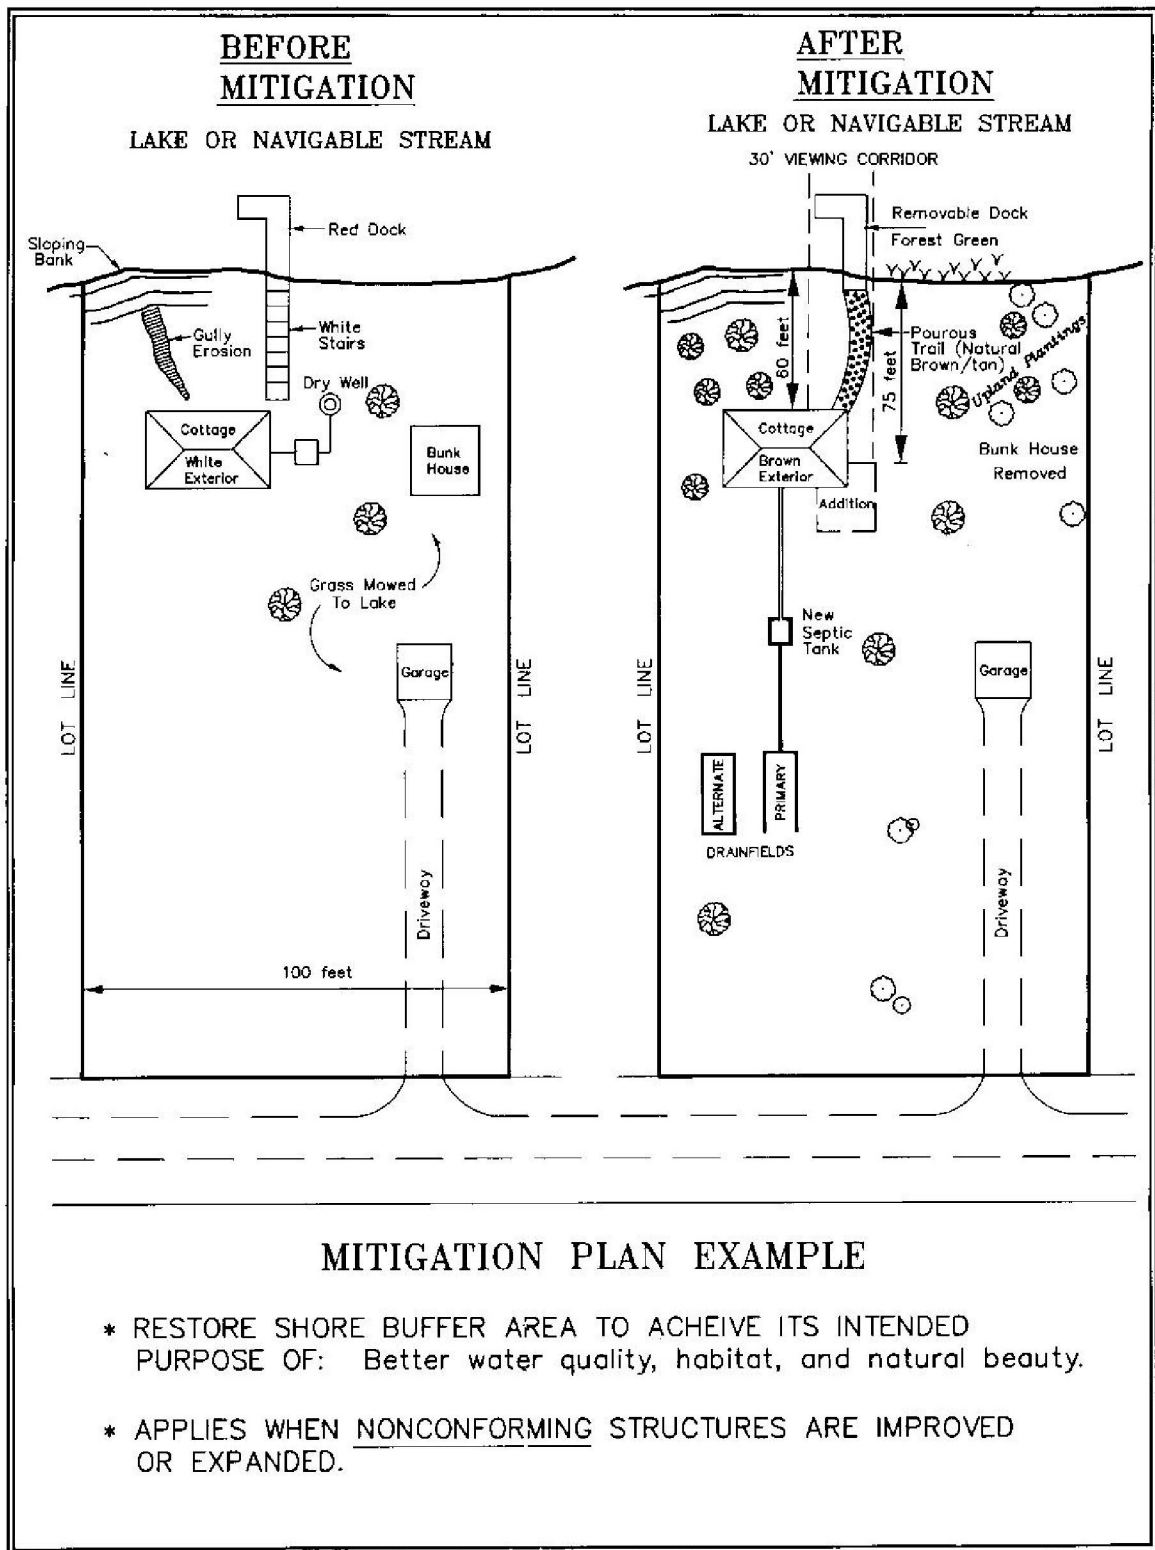 BEFORE
MITIGATION
LAKE OR NAVIGABLE STREAM
Red Dock
Sloping
Bank
Gully
Erosion
White
Stairs
Dry Well
Cottage
White
Exterior
Bunk
House
Grass Mowed
To Lake
Garage
LOT LINE
LOT LINE
Driveway
100 feet
AFTER
MITIGATION
LAKE OR NAVIGABLE STREAM
30' VIEWING CORRIDOR
Removable Dock
Forest Green
60 feet
75 feet
Pourous
Trail (Natural
Brown/tan)
Upland Plantings
Cottage
Brown
Exterior
Addition
Bunk House
Removed
New
Septic
Tank
Garage
LOT LINE
LOT LINE
ALTERNATE
PRIMARY
DRAINFIELDS
Driveway
MITIGATION PLAN EXAMPLE
* RESTORE SHORE BUFFER AREA TO ACHEIVE ITS INTENDED
PURPOSE OF: Better water quality, habitat, and natural beauty.
* APPLIES WHEN NONCONFORMING STRUCTURES ARE IMPROVED
OR EXPANDED.